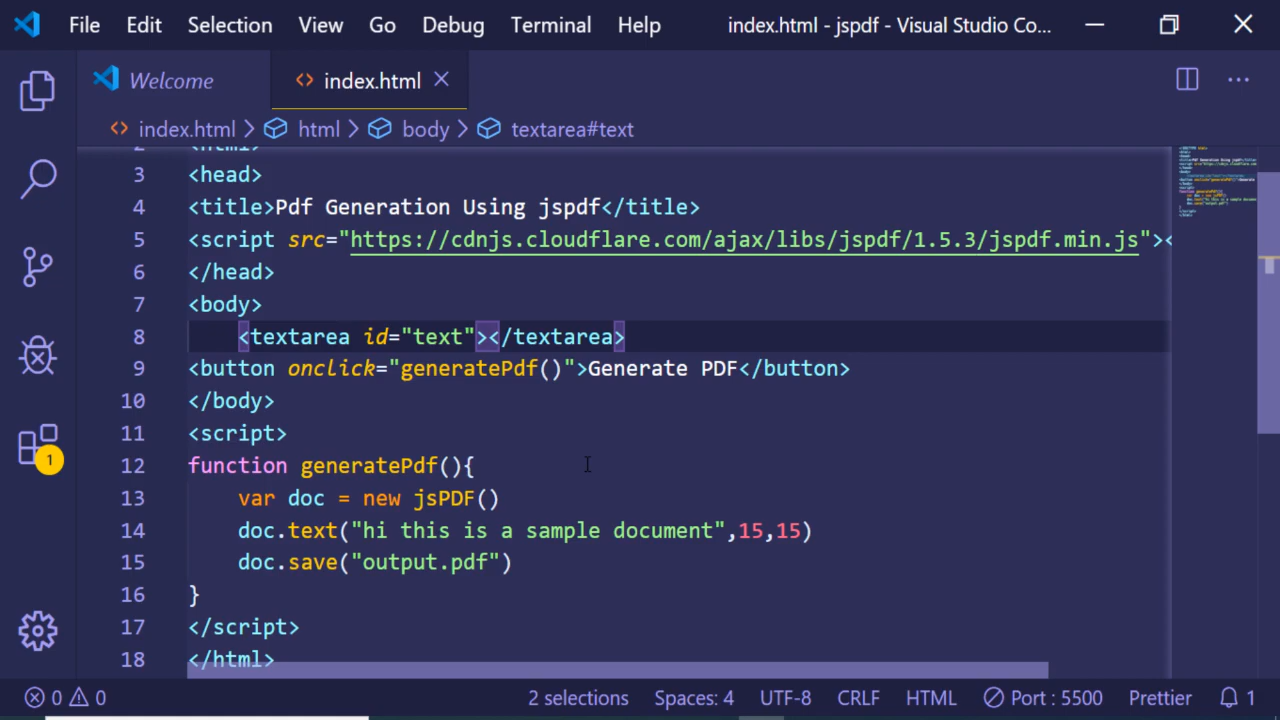 File Edit Selection View Go Debug Terminal Help index.html - jspdf - Visual Studio Co...
Welcome index.html
index.html > html > body > textarea#text
2 <html>
3 <head>
4 <title>Pdf Generation Using jspdf</title>
5 <script src="https://cdnjs.cloudflare.com/ajax/libs/jspdf/1.5.3/jspdf.min.js"><
6 </head>
7 <body>
8 <textarea id="text"></textarea>
9 <button onclick="generatePdf()">Generate PDF</button>
10 </body>
11 <script>
12 function generatePdf(){
13 var doc = new jsPDF()
14 doc.text("hi this is a sample document",15,15)
15 doc.save("output.pdf")
16 }
17 </script>
18 </html>
1
0 0 2 selections Spaces: 4 UTF-8 CRLF HTML Port : 5500 Prettier 1